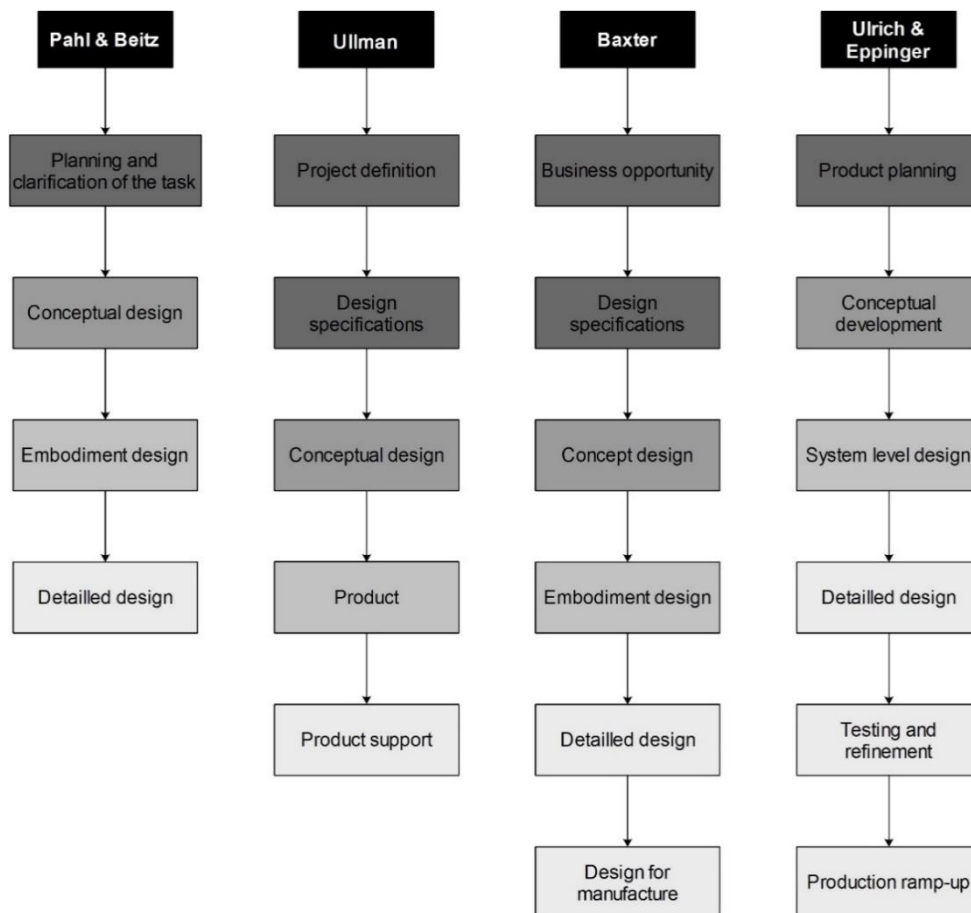 Pahl & Beitz
Planning and
clarification of the task
Conceptual design
Embodiment design
Detailled design
Ullman
Project definition
Design
specifications
Conceptual design
Product
Product support
Baxter
Business opportunity
Design
specifications
Concept design
Embodiment design
Detailled design
Design for
manufacture
Ulrich &
Eppinger
Product planning
Conceptual
development
System level design
Detailled design
Testing and
refinement
Production ramp-up